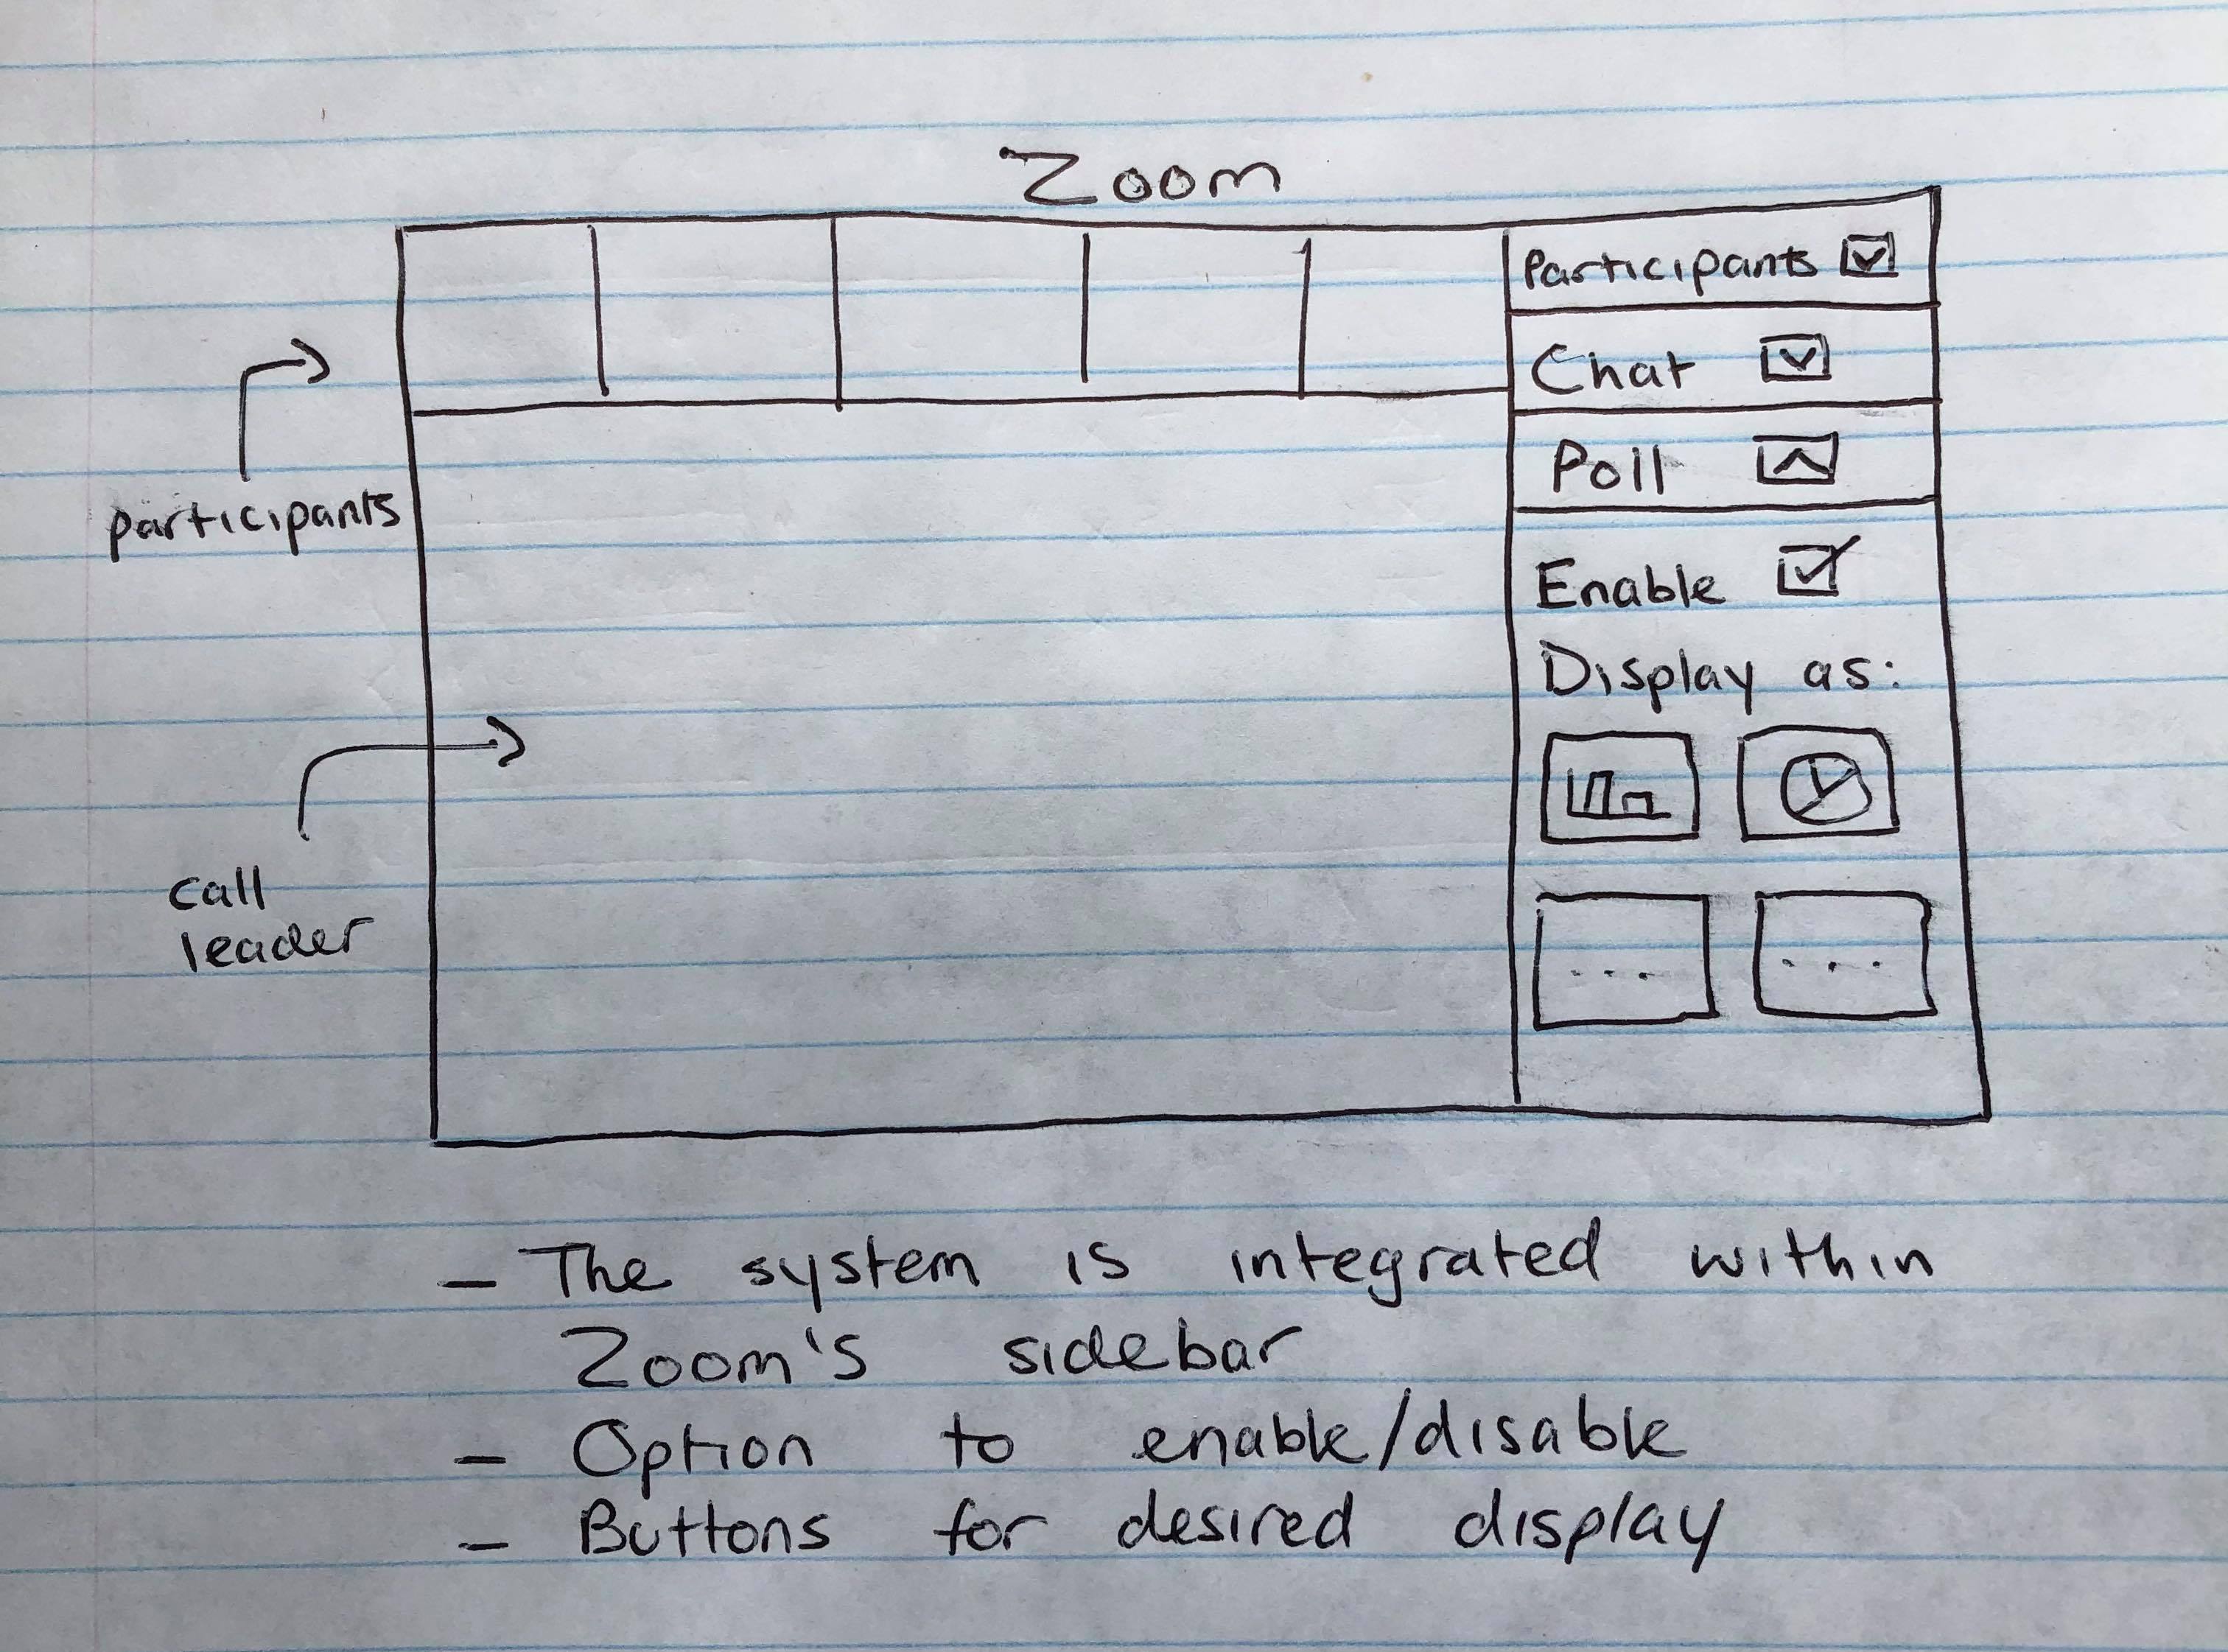 Zoom
Participants
Chat
Poll
Enable
Display as:
...
...
participants
call
leader
- The system is integrated within
Zoom's sidebar
- Option to enable/disable
- Buttons for desired display